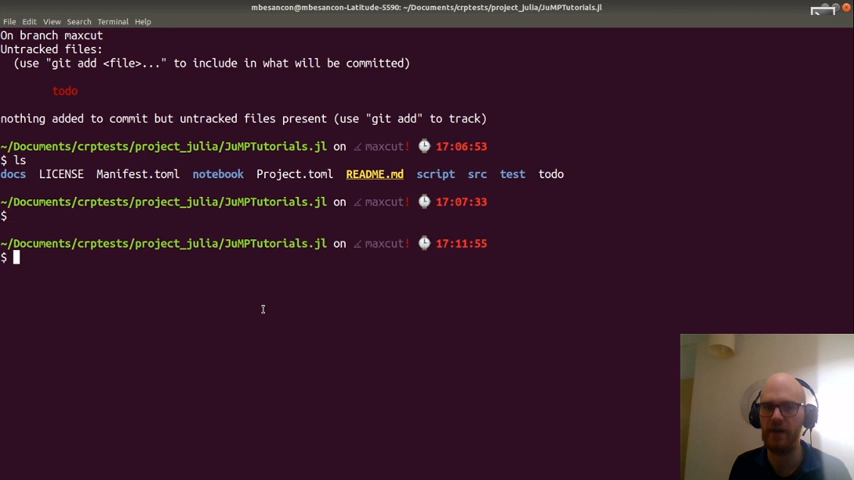 mbesancon@mbesancon-Latitude-5590: ~/Documents/crptests/project_julia/JuMPTutorials.jl
File Edit View Search Terminal Help
On branch maxcut
Untracked files:
(use "git add <file>..." to include in what will be committed)
todo
nothing added to commit but untracked files present (use "git add" to track)
~/Documents/crptests/project_julia/JuMPTutorials.jl on maxcut! 17:06:53
$ ls
docs LICENSE Manifest.toml notebook Project.toml README.md script src test todo
~/Documents/crptests/project_julia/JuMPTutorials.jl on maxcut! 17:07:33
$
~/Documents/crptests/project_julia/JuMPTutorials.jl on maxcut! 17:11:55
$